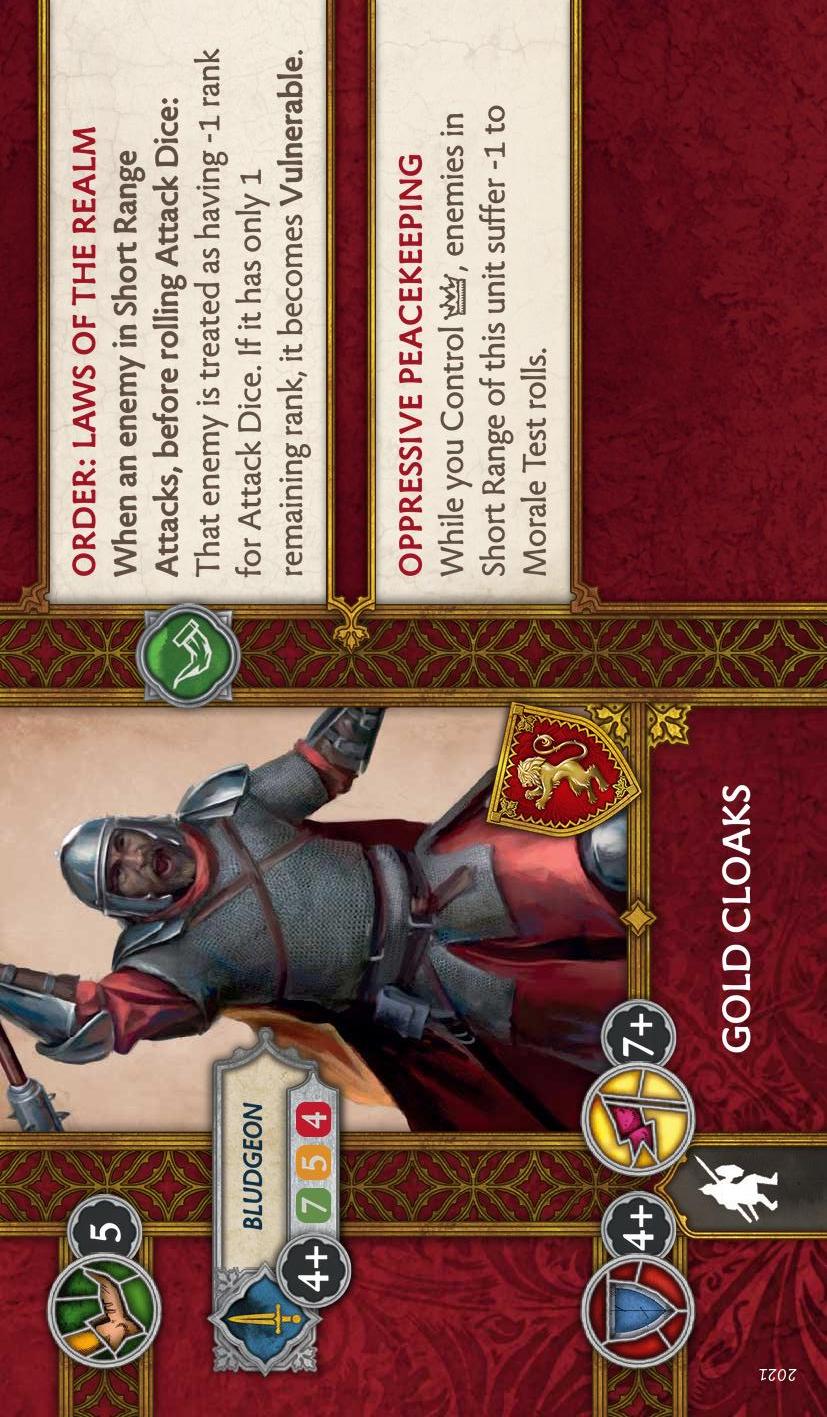 5
BLUDGEON
4+
7 5 4
4+
7+
GOLD CLOAKS
ORDER: LAWS OF THE REALM
When an enemy in Short Range
Attacks, before rolling Attack Dice:
That enemy is treated as having -1 rank
for Attack Dice. If it has only 1
remaining rank, it becomes Vulnerable.
OPPRESSIVE PEACEKEEPING
While you Control , enemies in
Short Range of this unit suffer -1 to
Morale Test rolls.
2021